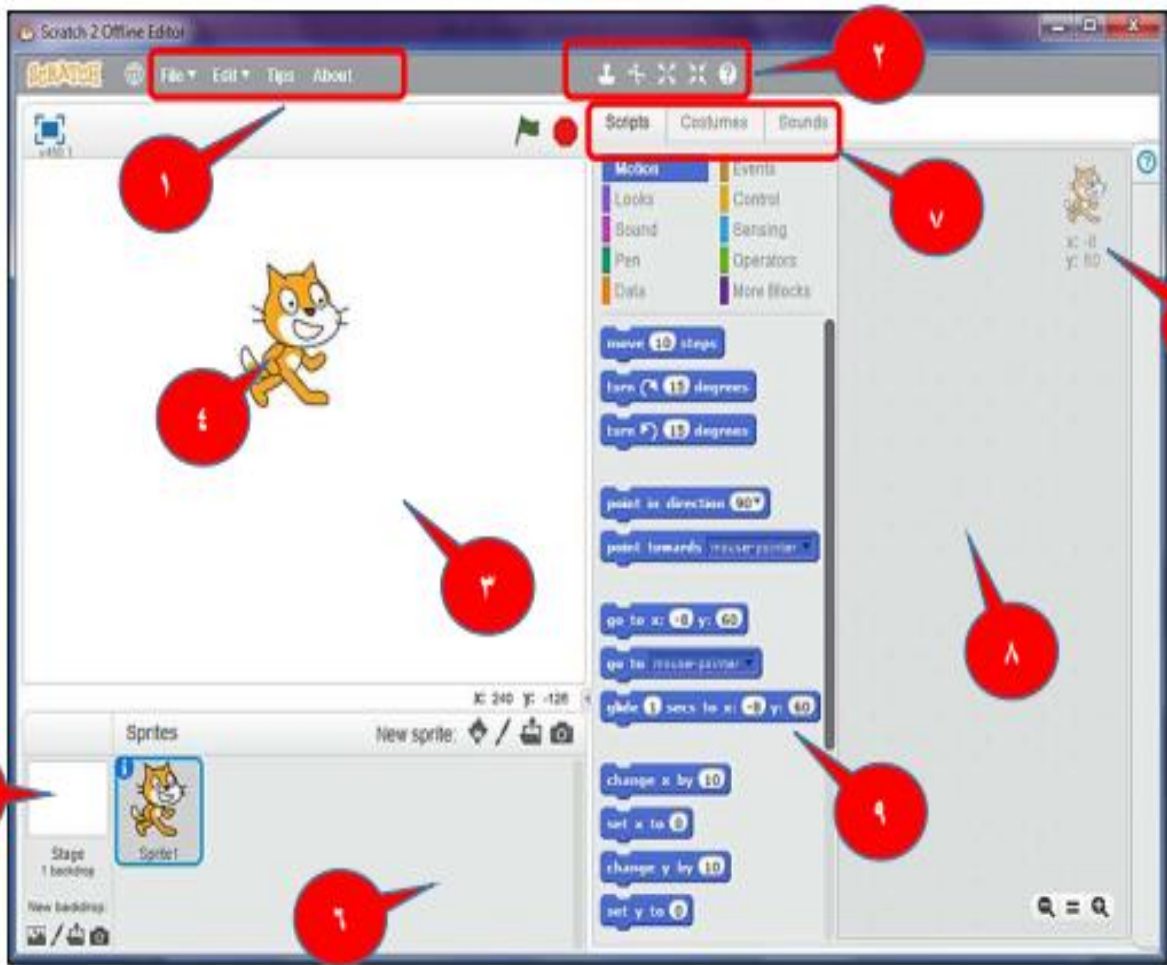 Scratch 2 Offline Editor
SCRATCH File Edit Tips About
٢
١
v450.1
Scripts Costumes Sounds
٧
Motion Events
Looks Control
Sound Sensing
Pen Operators
Data More Blocks
x: -8
y: 60
move 10 steps
turn 15 degrees
turn 15 degrees
point in direction 90
point towards mouse-pointer
go to x: -8 y: 60
go to mouse-pointer
glide 1 secs to x: -8 y: 60
change x by 10
set x to 0
change y by 10
set y to 0
٤
٣
٨
٩
X: 240 y: -126
Sprites New sprite:
Stage
1 backdrop
Sprite1
New backdrop:
٦